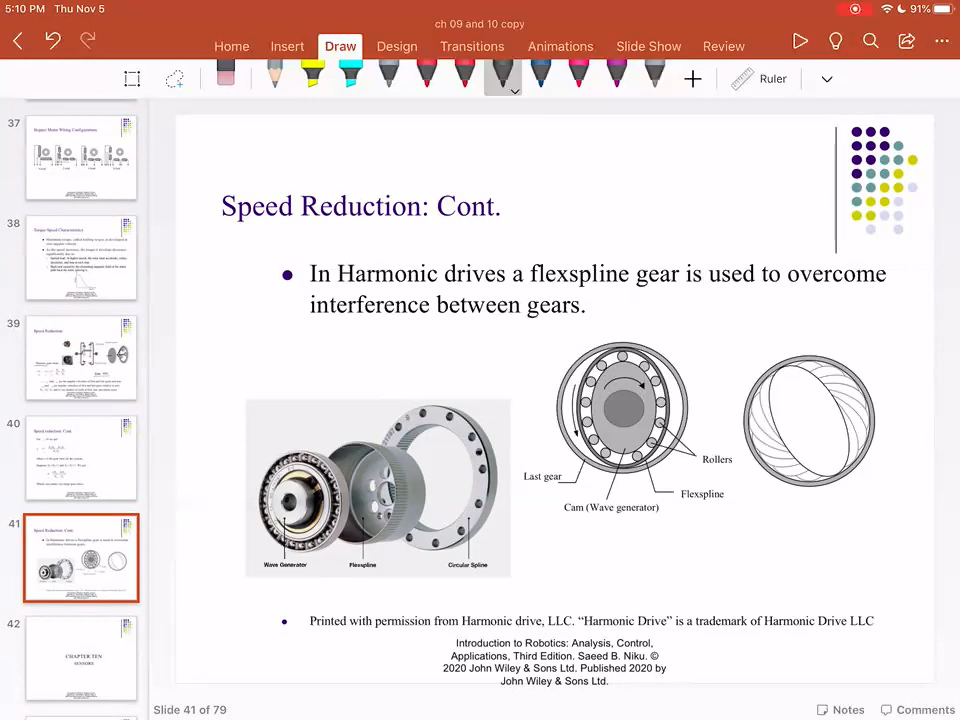 5:10 PM Thu Nov 5
91%
ch 09 and 10 copy
Home Insert Draw Design Transitions Animations Slide Show Review
Ruler
37
Stepper Motor Wiring Configurations
38
Torque-Speed Characteristics
39
Speed Reduction
40
Speed reduction: Cont.
41
Speed Reduction: Cont.
42
CHAPTER TEN
SENSORS
Speed Reduction: Cont.
• In Harmonic drives a flexspline gear is used to overcome
interference between gears.
Rollers
Last gear
Flexspline
Cam (Wave generator)
Wave Generator Flexspline Circular Spline
• Printed with permission from Harmonic drive, LLC. “Harmonic Drive” is a trademark of Harmonic Drive LLC
Introduction to Robotics: Analysis, Control,
Applications, Third Edition. Saeed B. Niku. ©
2020 John Wiley & Sons Ltd. Published 2020 by
John Wiley & Sons Ltd.
Slide 41 of 79
Notes Comments